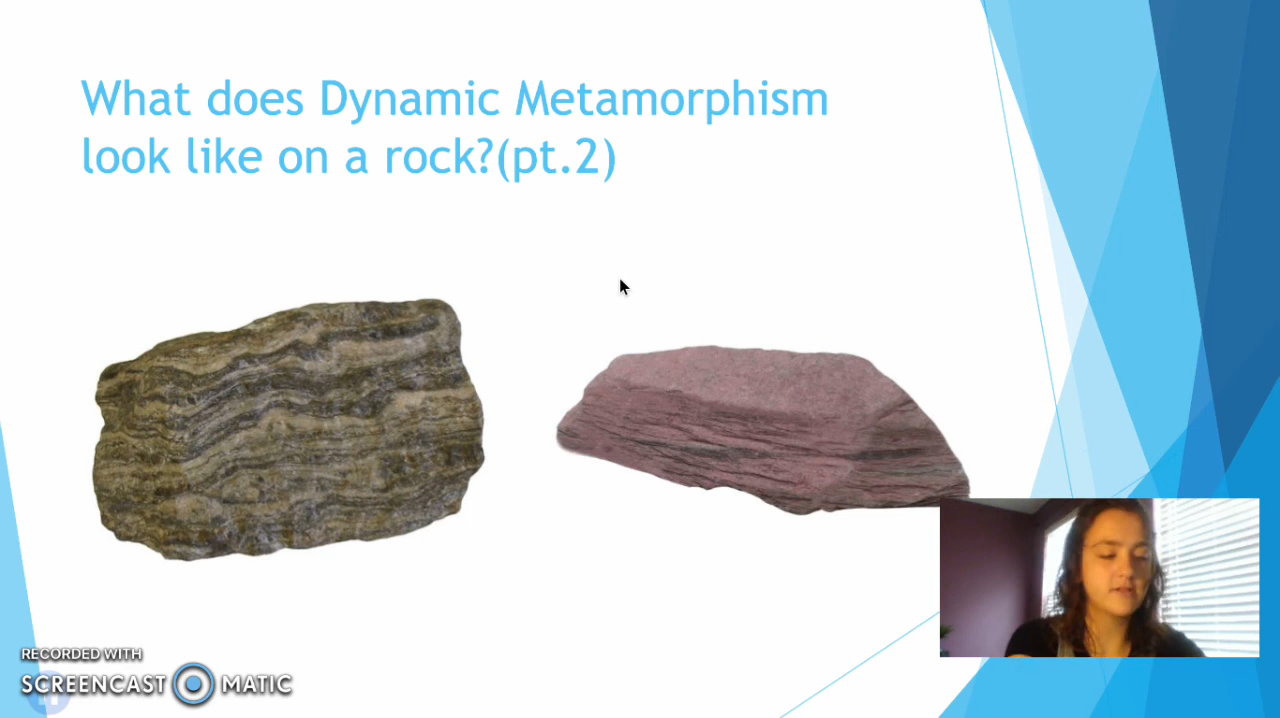 What does Dynamic Metamorphism
look like on a rock?(pt.2)
RECORDED WITH
SCREENCAST MATIC